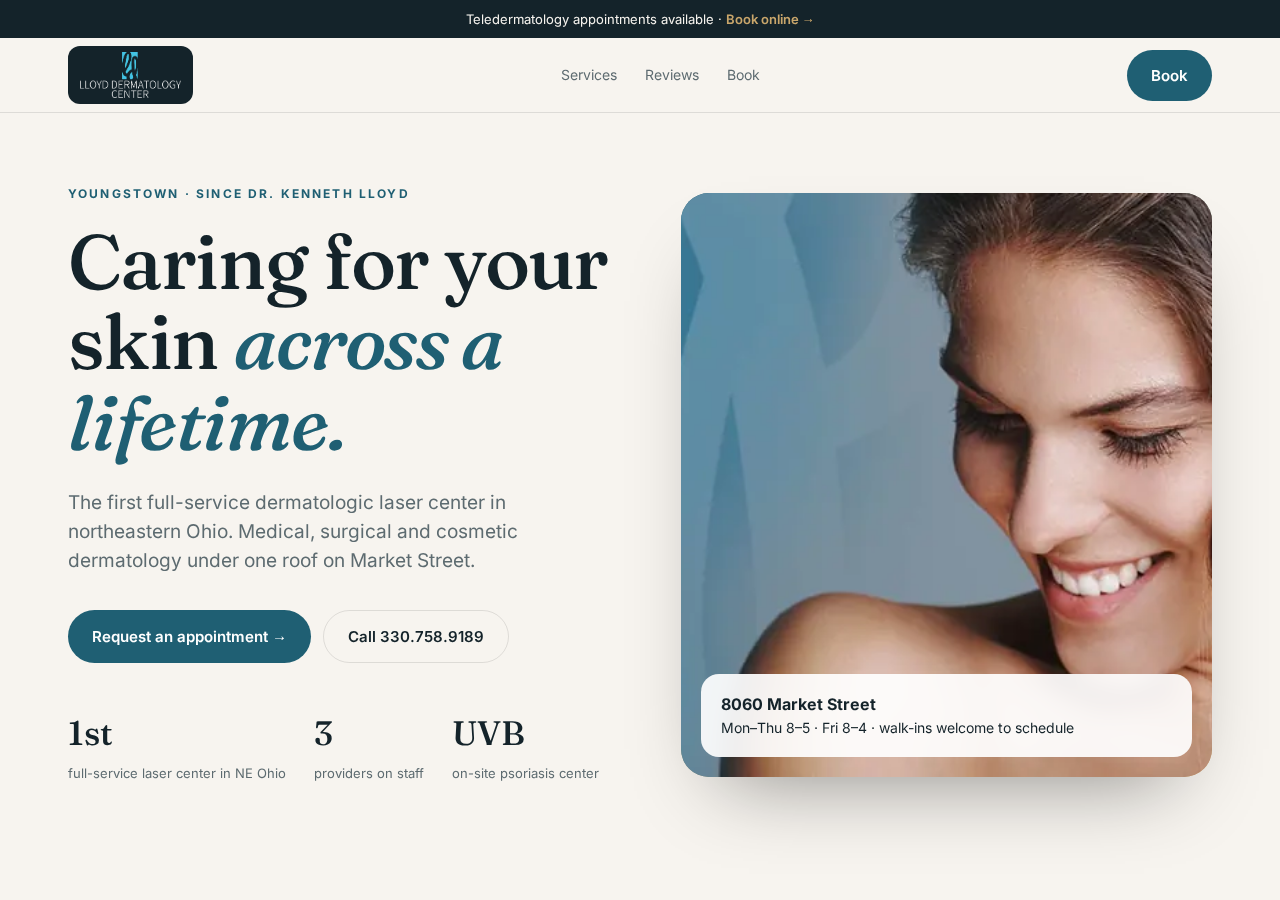 Teledermatology appointments available · Book online →
LLOYD DERMATOLOGY
CENTER
Services
Reviews
Book
Book
YOUNGSTOWN · SINCE DR. KENNETH LLOYD
Caring for your
skin across a
lifetime.
The first full-service dermatologic laser center in
northeastern Ohio. Medical, surgical and cosmetic
dermatology under one roof on Market Street.
Request an appointment →
Call 330.758.9189
1st
full-service laser center in NE Ohio
3
providers on staff
UVB
on-site psoriasis center
8060 Market Street
Mon–Thu 8–5 · Fri 8–4 · walk-ins welcome to schedule